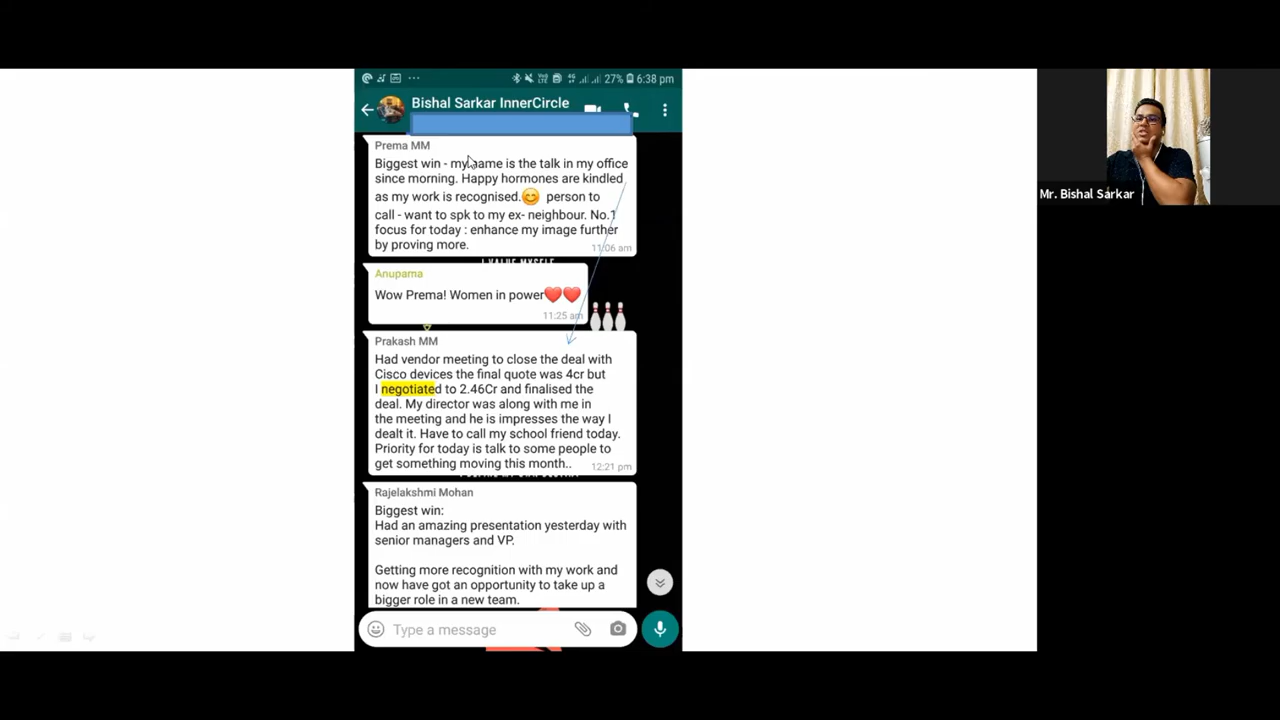 27% 6:38 pm
Bishal Sarkar InnerCircle
Prema MM
Biggest win - my name is the talk in my office
since morning. Happy hormones are kindled
as my work is recognised.😊 person to
call - want to spk to my ex- neighbour. No.1
focus for today : enhance my image further
by proving more.
11:06 am
I VALUE MYSELF
Anupama
Wow Prema! Women in power❤️❤️
11:25 am
Prakash MM
Had vendor meeting to close the deal with
Cisco devices the final quote was 4cr but
I negotiated to 2.46Cr and finalised the
deal. My director was along with me in
the meeting and he is impresses the way I
dealt it. Have to call my school friend today.
Priority for today is talk to some people to
get something moving this month..
12:21 pm
Rajelakshmi Mohan
Biggest win:
Had an amazing presentation yesterday with
senior managers and VP.
Getting more recognition with my work and
now have got an opportunity to take up a
bigger role in a new team.
Type a message
Mr. Bishal Sarkar